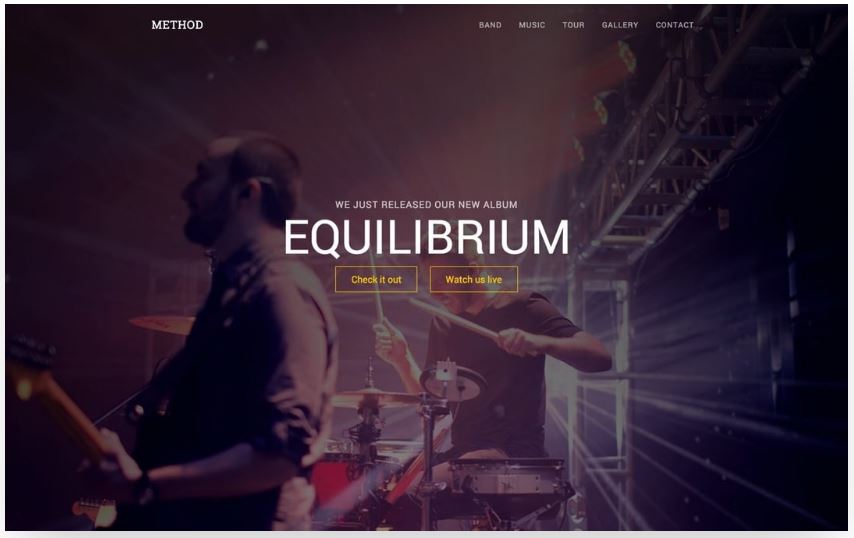 METHOD
BAND MUSIC TOUR GALLERY CONTACT
WE JUST RELEASED OUR NEW ALBUM
EQUILIBRIUM
Check it out Watch us live